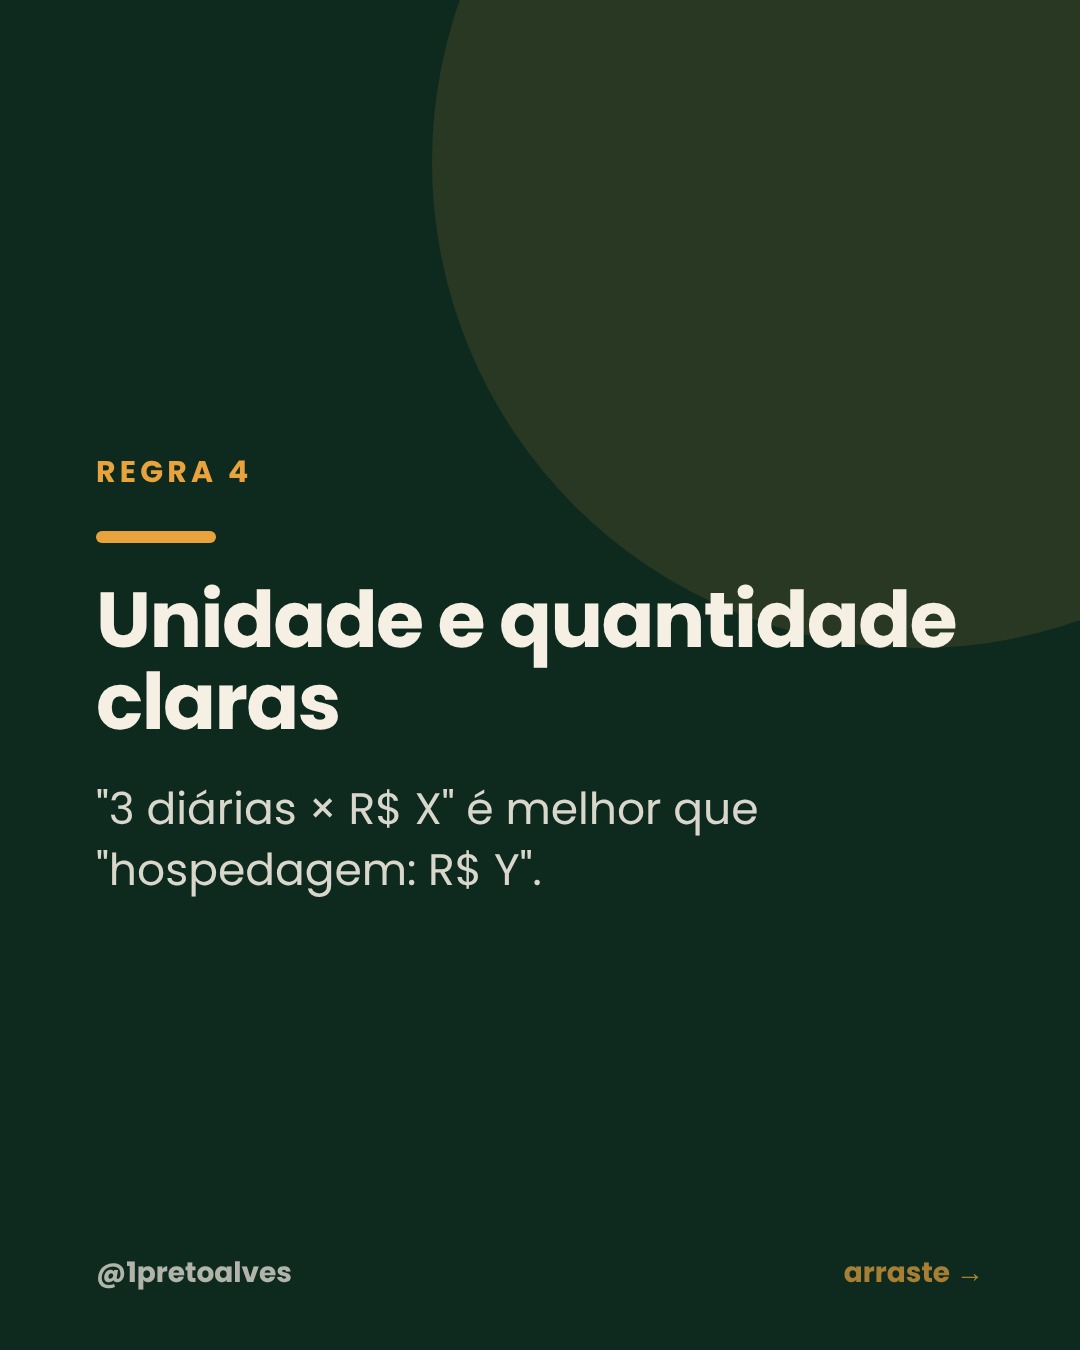 REGRA 4
Unidade e quantidade
claras
"3 diárias × R$ X" é melhor que
"hospedagem: R$ Y".
@1pretoalves
arraste →